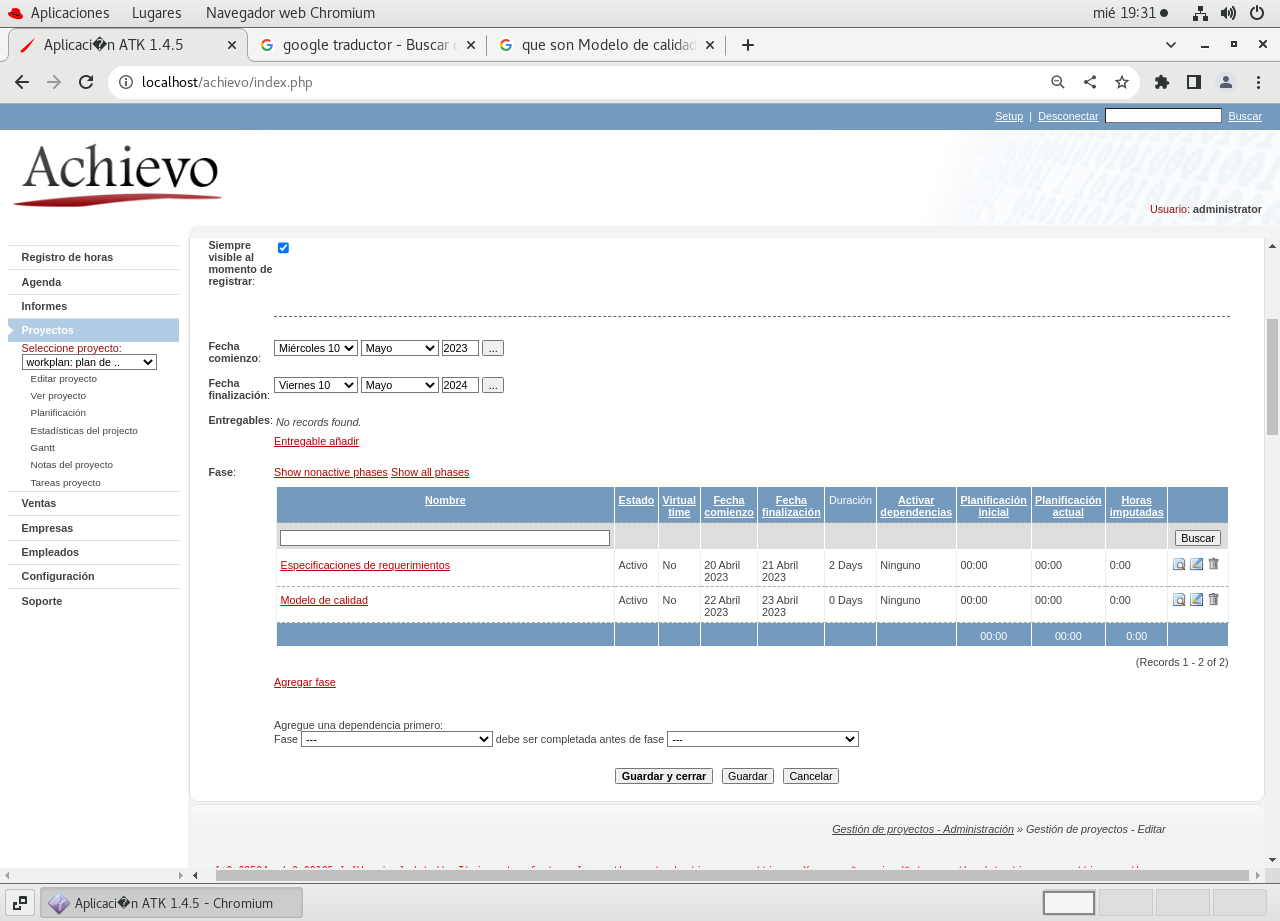 Aplicaciones Lugares Navegador web Chromium mié 19:31
Aplicaci�n ATK 1.4.5 google traductor - Buscar c que son Modelo de calidad
localhost/achievo/index.php
Setup | Desconectar Buscar
Achievo
Usuario: administrator
Registro de horas
Agenda
Informes
Proyectos
Seleccione proyecto:
workplan: plan de ..
Editar proyecto
Ver proyecto
Planificación
Estadísticas del projecto
Gantt
Notas del proyecto
Tareas proyecto
Ventas
Empresas
Empleados
Configuración
Soporte
Siempre
visible al
momento de
registrar:
Fecha
comienzo: Miércoles 10 Mayo 2023 ...
Fecha
finalización: Viernes 10 Mayo 2024 ...
Entregables: No records found.
Entregable añadir
Fase: Show nonactive phases Show all phases
Nombre Estado Virtual time Fecha comienzo Fecha finalización Duración Activar dependencias Planificación inicial Planificación actual Horas imputadas
Buscar
Especificaciones de requerimientos Activo No 20 Abril 2023 21 Abril 2023 2 Days Ninguno 00:00 00:00 0:00
Modelo de calidad Activo No 22 Abril 2023 23 Abril 2023 0 Days Ninguno 00:00 00:00 0:00
00:00 00:00 0:00
(Records 1 - 2 of 2)
Agregar fase
Agregue una dependencia primero:
Fase --- debe ser completada antes de fase ---
Guardar y cerrar Guardar Cancelar
Gestión de proyectos - Administración » Gestión de proyectos - Editar
Aplicaci�n ATK 1.4.5 - Chromium